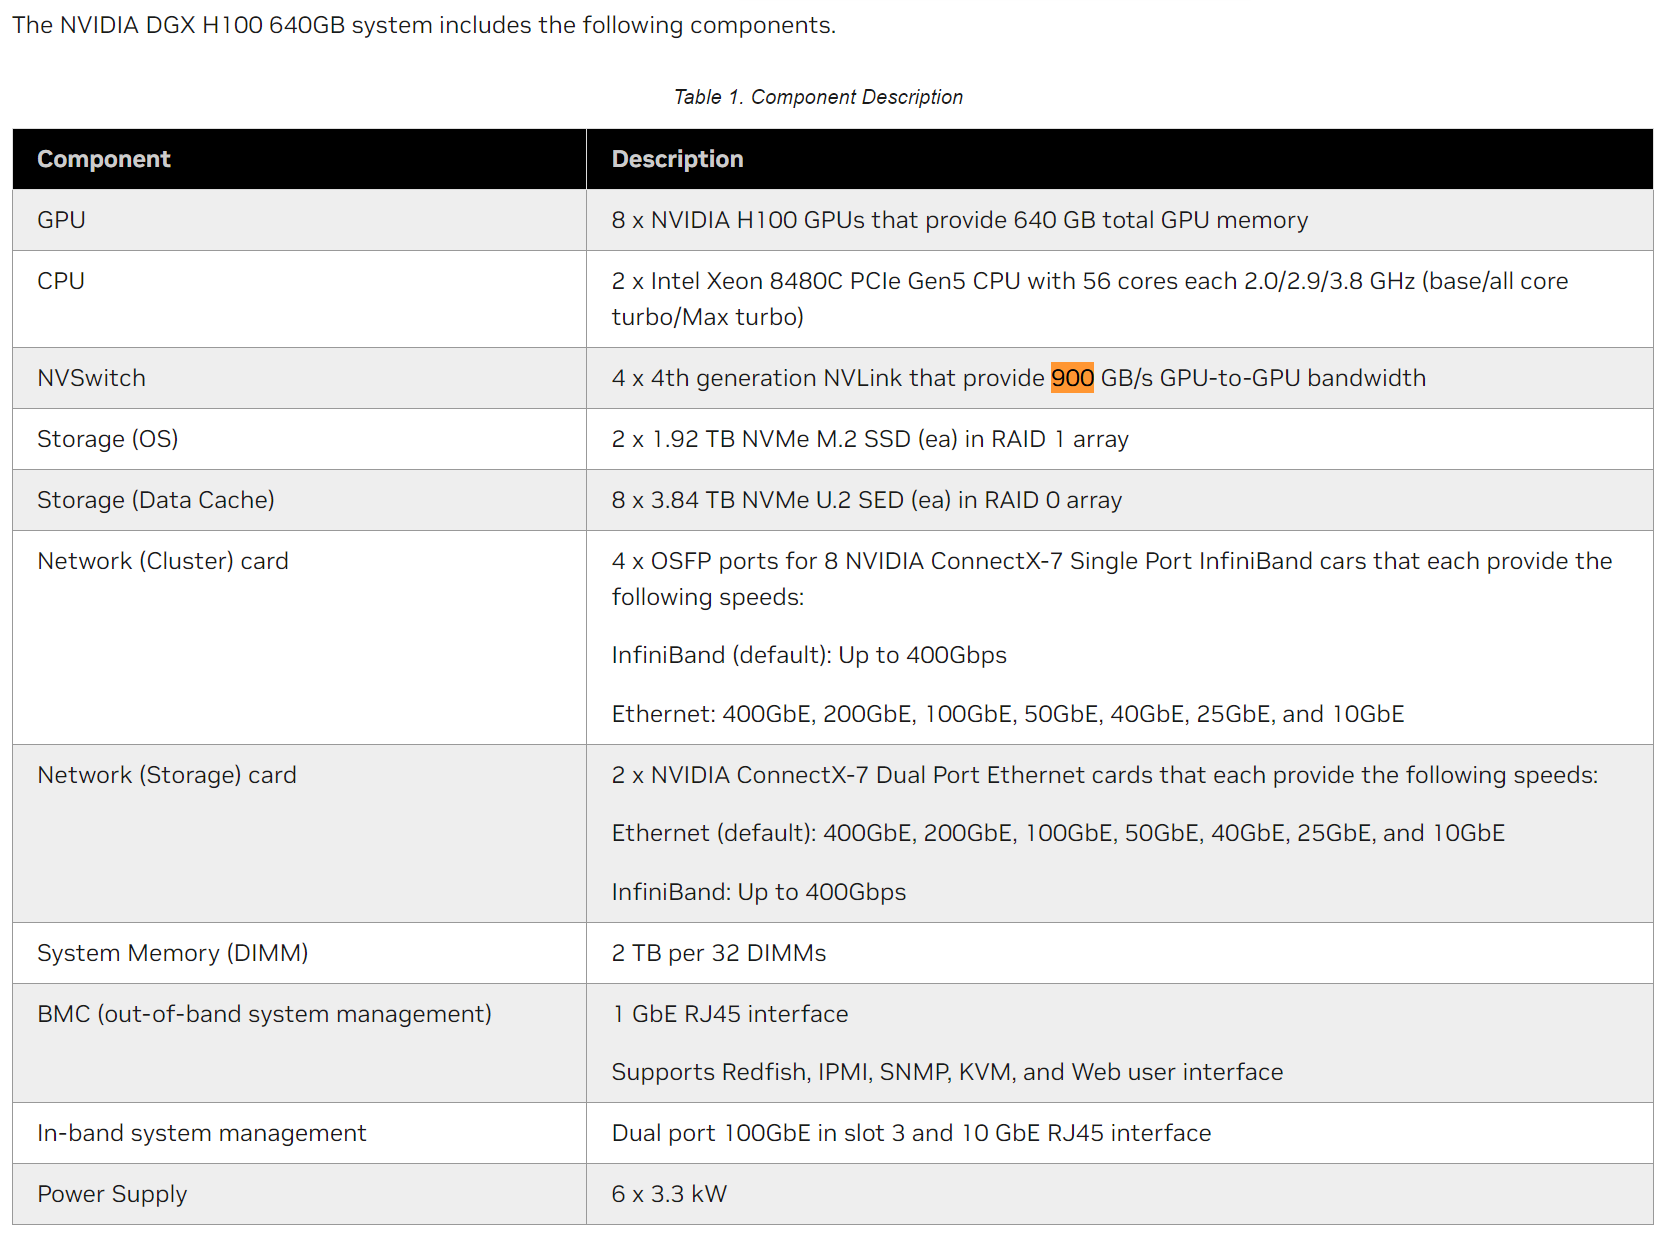 The NVIDIA DGX H100 640GB system includes the following components.
Table 1. Component Description
Component
Description
GPU
8 x NVIDIA H100 GPUs that provide 640 GB total GPU memory
CPU
2 x Intel Xeon 8480C PCIe Gen5 CPU with 56 cores each 2.0/2.9/3.8 GHz (base/all core
turbo/Max turbo)
NVSwitch
4 x 4th generation NVLink that provide 900 GB/s GPU-to-GPU bandwidth
Storage (OS)
2 x 1.92 TB NVMe M.2 SSD (ea) in RAID 1 array
Storage (Data Cache)
8 x 3.84 TB NVMe U.2 SED (ea) in RAID 0 array
Network (Cluster) card
4 x OSFP ports for 8 NVIDIA ConnectX-7 Single Port InfiniBand cars that each provide the
following speeds:
InfiniBand (default): Up to 400Gbps
Ethernet: 400GbE, 200GbE, 100GbE, 50GbE, 40GbE, 25GbE, and 10GbE
Network (Storage) card
2 x NVIDIA ConnectX-7 Dual Port Ethernet cards that each provide the following speeds:
Ethernet (default): 400GbE, 200GbE, 100GbE, 50GbE, 40GbE, 25GbE, and 10GbE
InfiniBand: Up to 400Gbps
System Memory (DIMM)
2 TB per 32 DIMMs
BMC (out-of-band system management)
1 GbE RJ45 interface
Supports Redfish, IPMI, SNMP, KVM, and Web user interface
In-band system management
Dual port 100GbE in slot 3 and 10 GbE RJ45 interface
Power Supply
6 x 3.3 kW